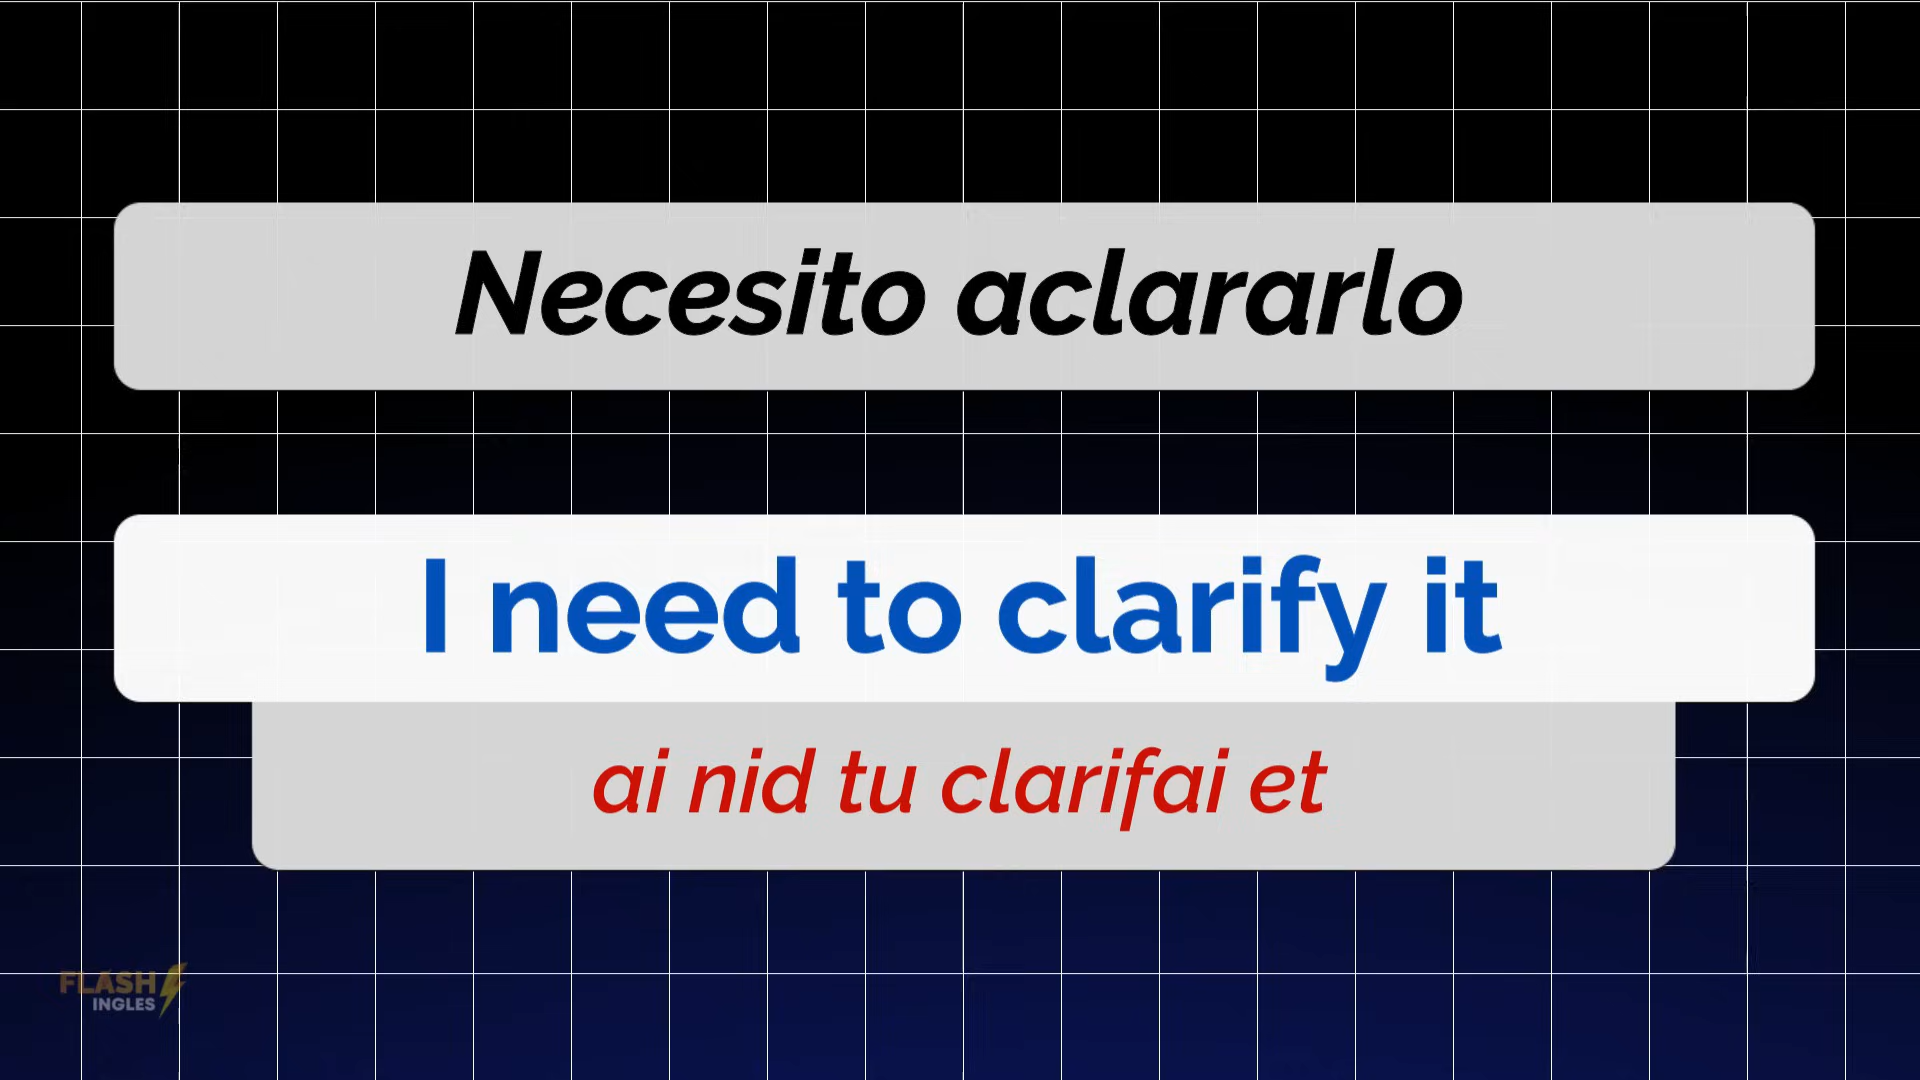 Necesito aclararlo
I need to clarify it
ai nid tu clarifai et
FLASH
INGLES